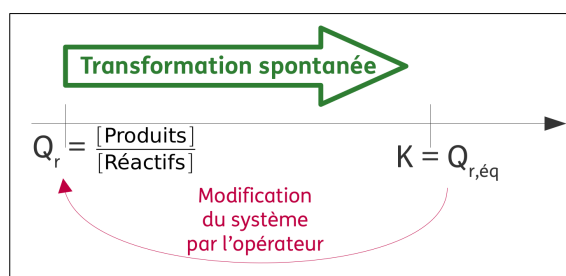 Transformation spontanée
Qr = [Produits]
[Réactifs]
K = Qr,éq
Modification
du système
par l'opérateur